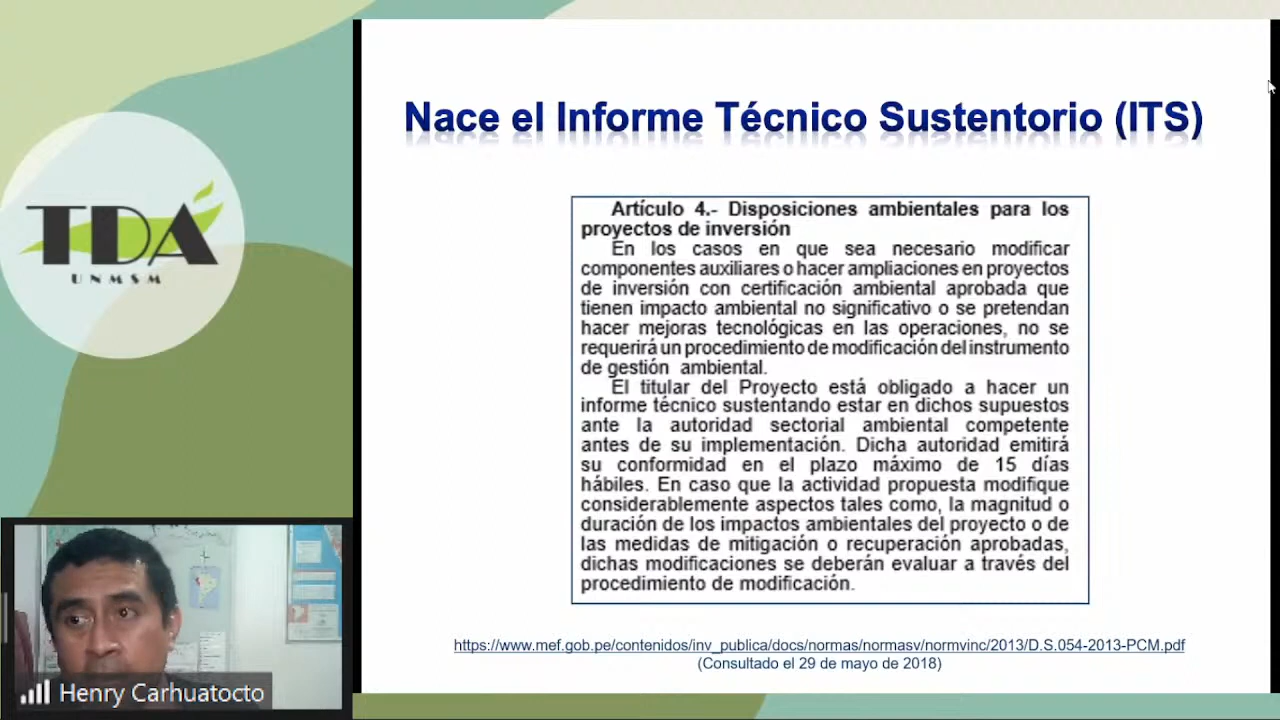 Nace el Informe Técnico Sustentorio (ITS)
TDA
UNMSM
Artículo 4.- Disposiciones ambientales para los
proyectos de inversión
En los casos en que sea necesario modificar
componentes auxiliares o hacer ampliaciones en proyectos
de inversión con certificación ambiental aprobada que
tienen impacto ambiental no significativo o se pretendan
hacer mejoras tecnológicas en las operaciones, no se
requerirá un procedimiento de modificación del instrumento
de gestión ambiental.
El titular del Proyecto está obligado a hacer un
informe técnico sustentando estar en dichos supuestos
ante la autoridad sectorial ambiental competente
antes de su implementación. Dicha autoridad emitirá
su conformidad en el plazo máximo de 15 días
hábiles. En caso que la actividad propuesta modifique
considerablemente aspectos tales como, la magnitud o
duración de los impactos ambientales del proyecto o de
las medidas de mitigación o recuperación aprobadas,
dichas modificaciones se deberán evaluar a través del
procedimiento de modificación.
https://www.mef.gob.pe/contenidos/inv_publica/docs/normas/normasv/normvinc/2013/D.S.054-2013-PCM.pdf
(Consultado el 29 de mayo de 2018)
Henry Carhuatocto